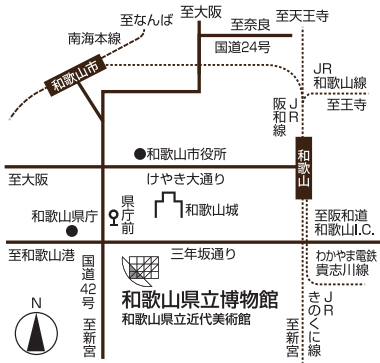 至大阪
至天王寺
至なんば
至奈良
南海本線
国道24号
和歌山市
JR
和歌山線
至王寺
JR
阪和線
和歌山市役所
和歌山
至大阪
けやき大通り
県庁前
和歌山県庁
和歌山城
至阪和道
和歌山I.C.
至和歌山港
三年坂通り
わかやま電鉄
貴志川線
国道42号
和歌山県立博物館
和歌山県立近代美術館
JR
きのくに線
N
至新宮
至新宮